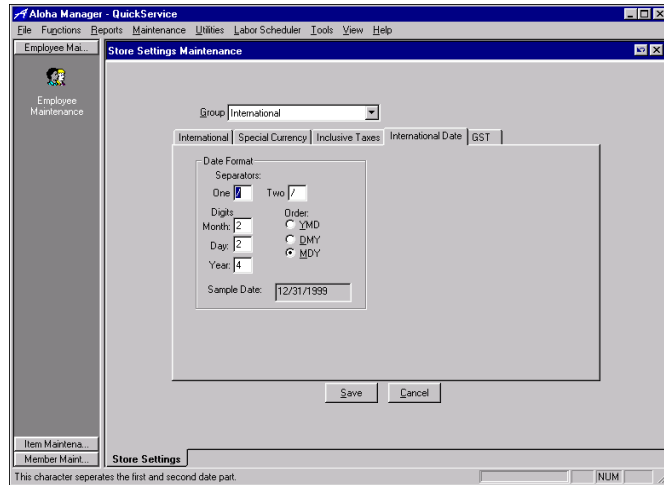 Aloha Manager - QuickService
File Functions Reports Maintenance Utilities Labor Scheduler Tools View Help
Employee Mai...
Store Settings Maintenance
Employee
Maintenance
Group International
International Special Currency Inclusive Taxes International Date GST
Date Format
Separators:
One / Two /
Digits Order:
Month: 2 YMD
Day: 2 DMY
Year: 4 MDY
Sample Date: 12/31/1999
Save Cancel
Item Maintena...
Member Maint... Store Settings
This character seperates the first and second date part. NUM